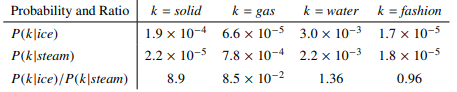 Probability and Ratio k = solid k = gas k = water k = fashion
P(k|ice) 1.9 × 10⁻⁴ 6.6 × 10⁻⁵ 3.0 × 10⁻³ 1.7 × 10⁻⁵
P(k|steam) 2.2 × 10⁻⁵ 7.8 × 10⁻⁴ 2.2 × 10⁻³ 1.8 × 10⁻⁵
P(k|ice)/P(k|steam) 8.9 8.5 × 10⁻² 1.36 0.96